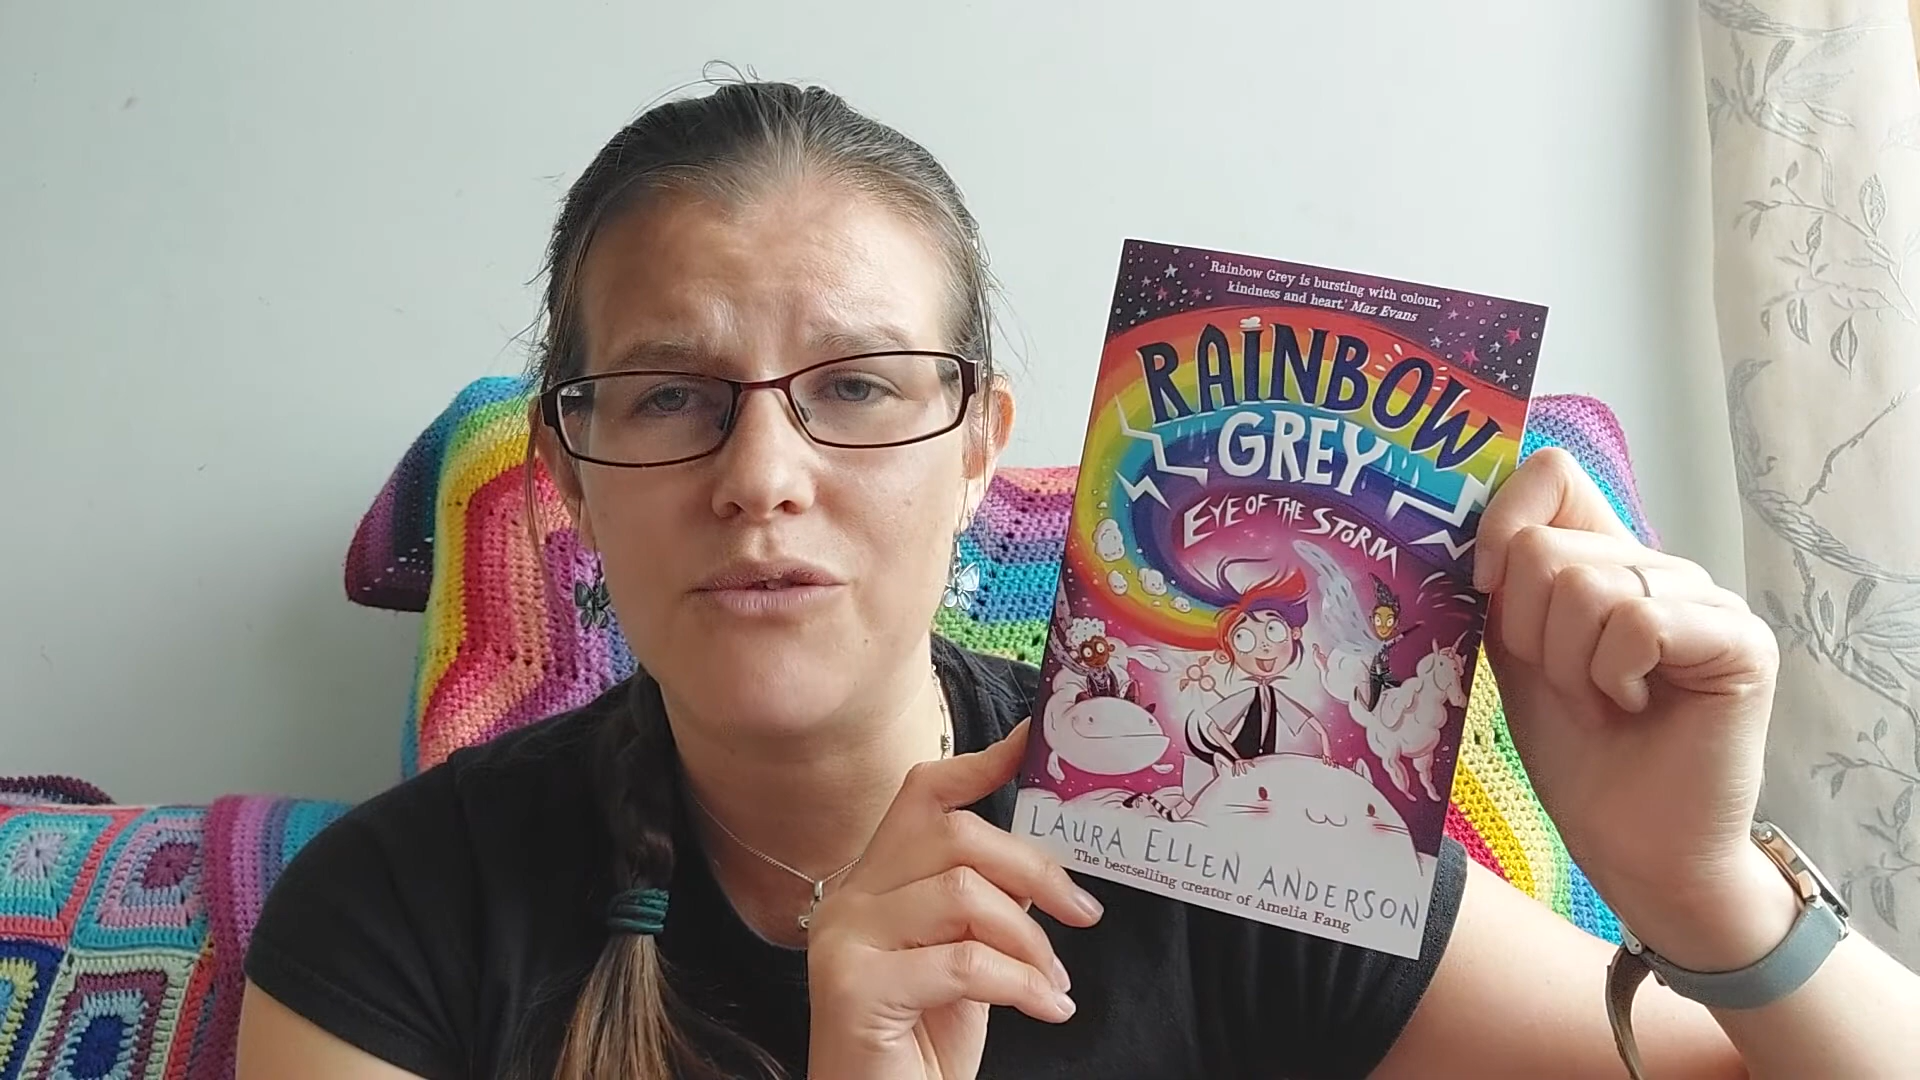 Rainbow Grey is bursting with colour,
kindness and heart.' Maz Evans
RAINBOW
GREY
EYE OF THE STORM
LAURA ELLEN ANDERSON
The bestselling creator of Amelia Fang